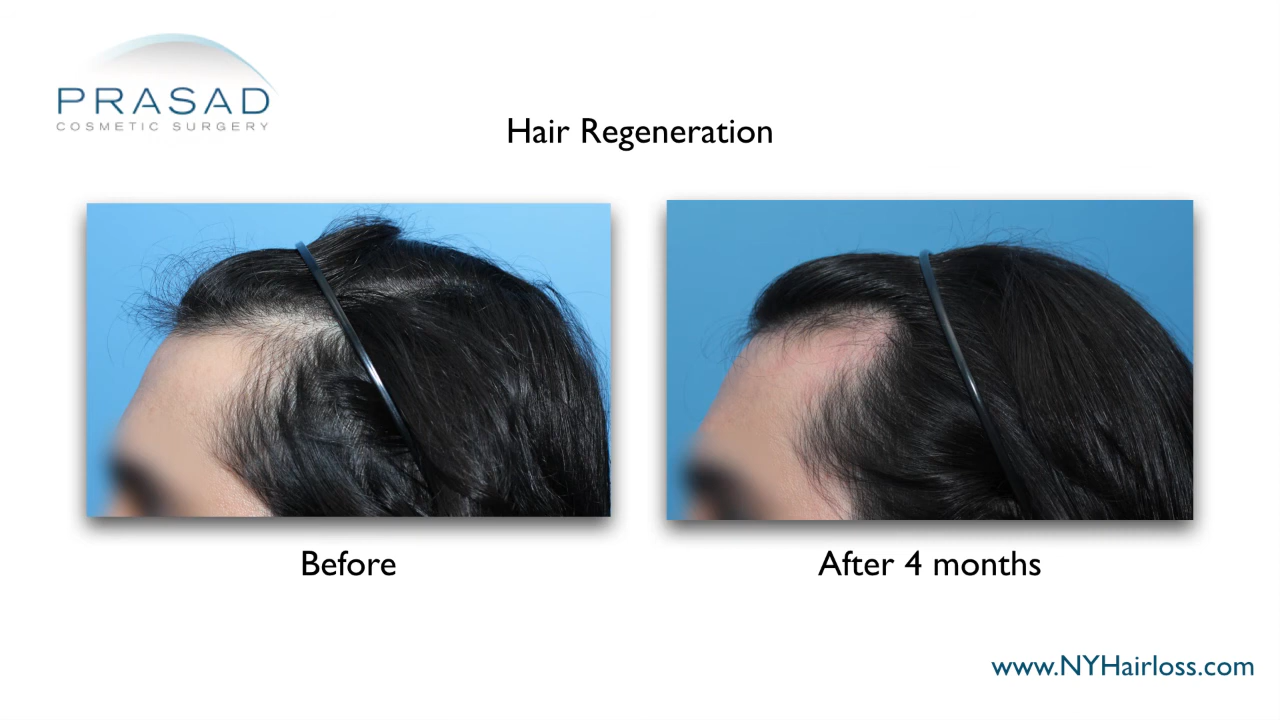 PRASAD
COSMETIC SURGERY
Hair Regeneration
Before
After 4 months
www.NYHairloss.com